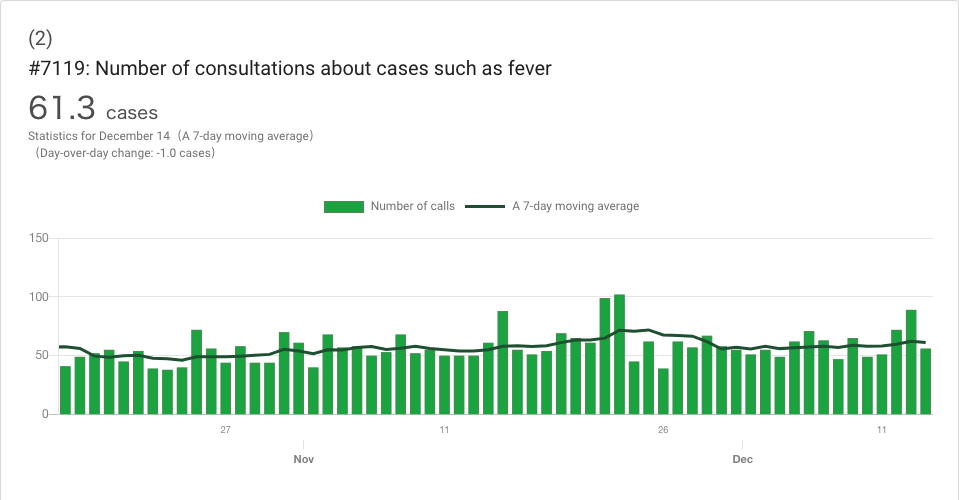 (2)
#7119: Number of consultations about cases such as fever
61.3 cases
Statistics for December 14（A 7-day moving average）
（Day-over-day change: -1.0 cases）
Number of calls
A 7-day moving average
150
100
50
0
27
11
26
11
Nov
Dec